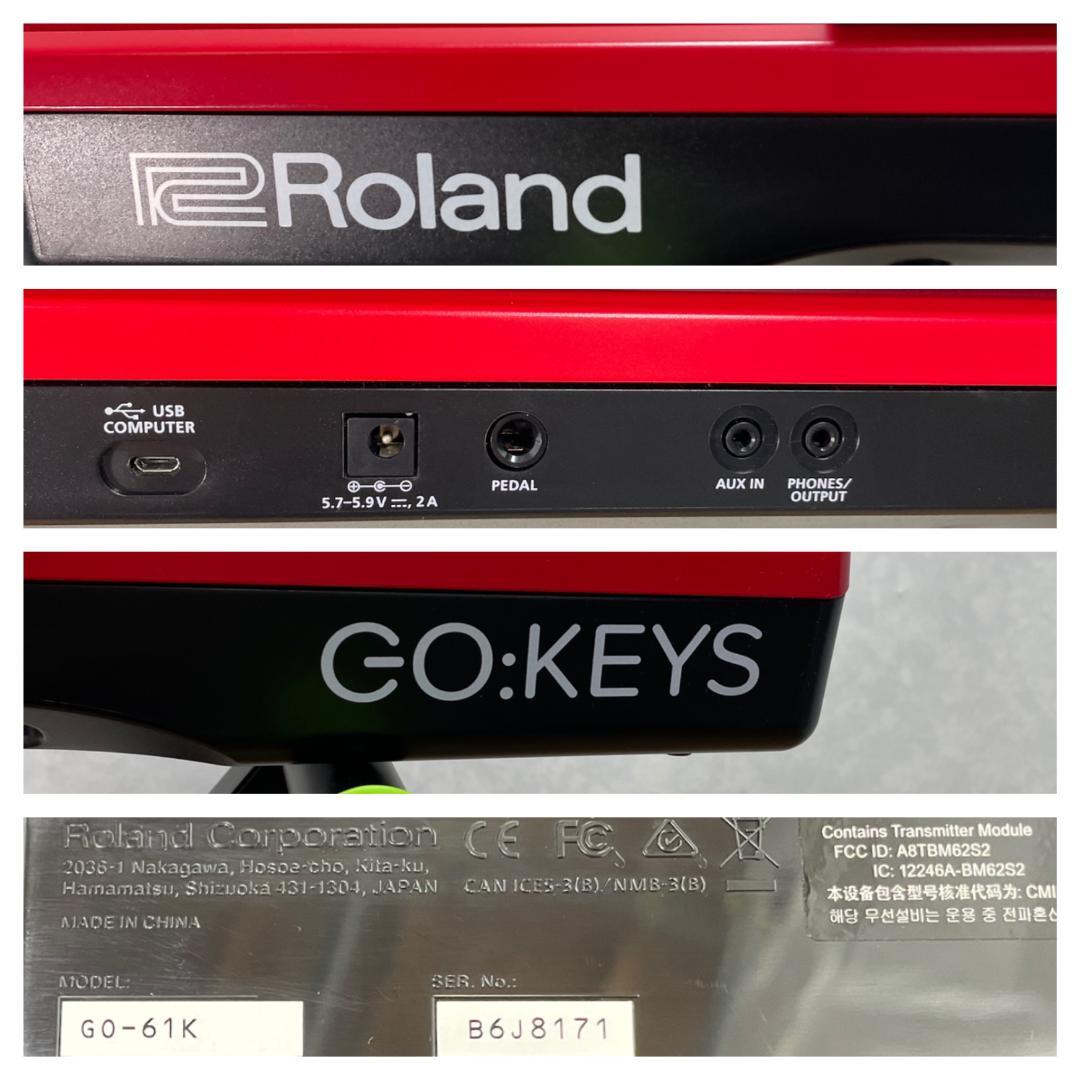 Roland
USB
COMPUTER
5.7–5.9V ⎓, 2A
PEDAL
AUX IN
PHONES/
OUTPUT
GO:KEYS
Roland Corporation
2036-1 Nakagawa, Hosoe-cho, Kita-ku,
Hamamatsu, Shizuoka 431-1304, JAPAN
CE FC
CAN ICES-3(B)/NMB-3(B)
MADE IN CHINA
Contains Transmitter Module
FCC ID: A8TBM62S2
IC: 12246A-BM62S2
本设备包含型号核准代码为: CMI
해당 무선설비는 운용 중 전파혼신
MODEL:
GO-61K
SER. No.:
B6J8171